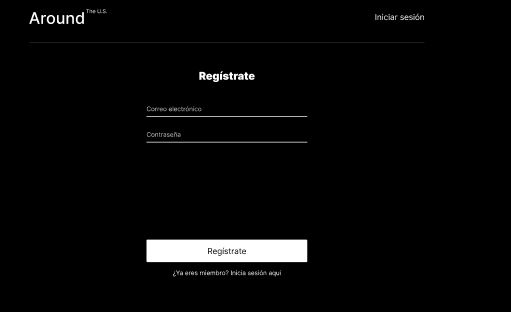 Around The U.S.
Iniciar sesión
Regístrate
Correo electrónico
Contraseña
Regístrate
¿Ya eres miembro? Inicia sesión aquí